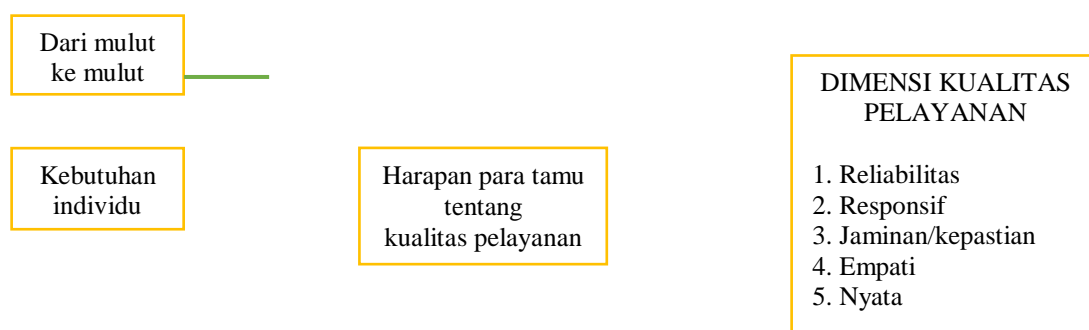 Dari mulut
ke mulut
Kebutuhan
individu
Harapan para tamu
tentang
kualitas pelayanan
DIMENSI KUALITAS
PELAYANAN
1. Reliabilitas
2. Responsif
3. Jaminan/kepastian
4. Empati
5. Nyata